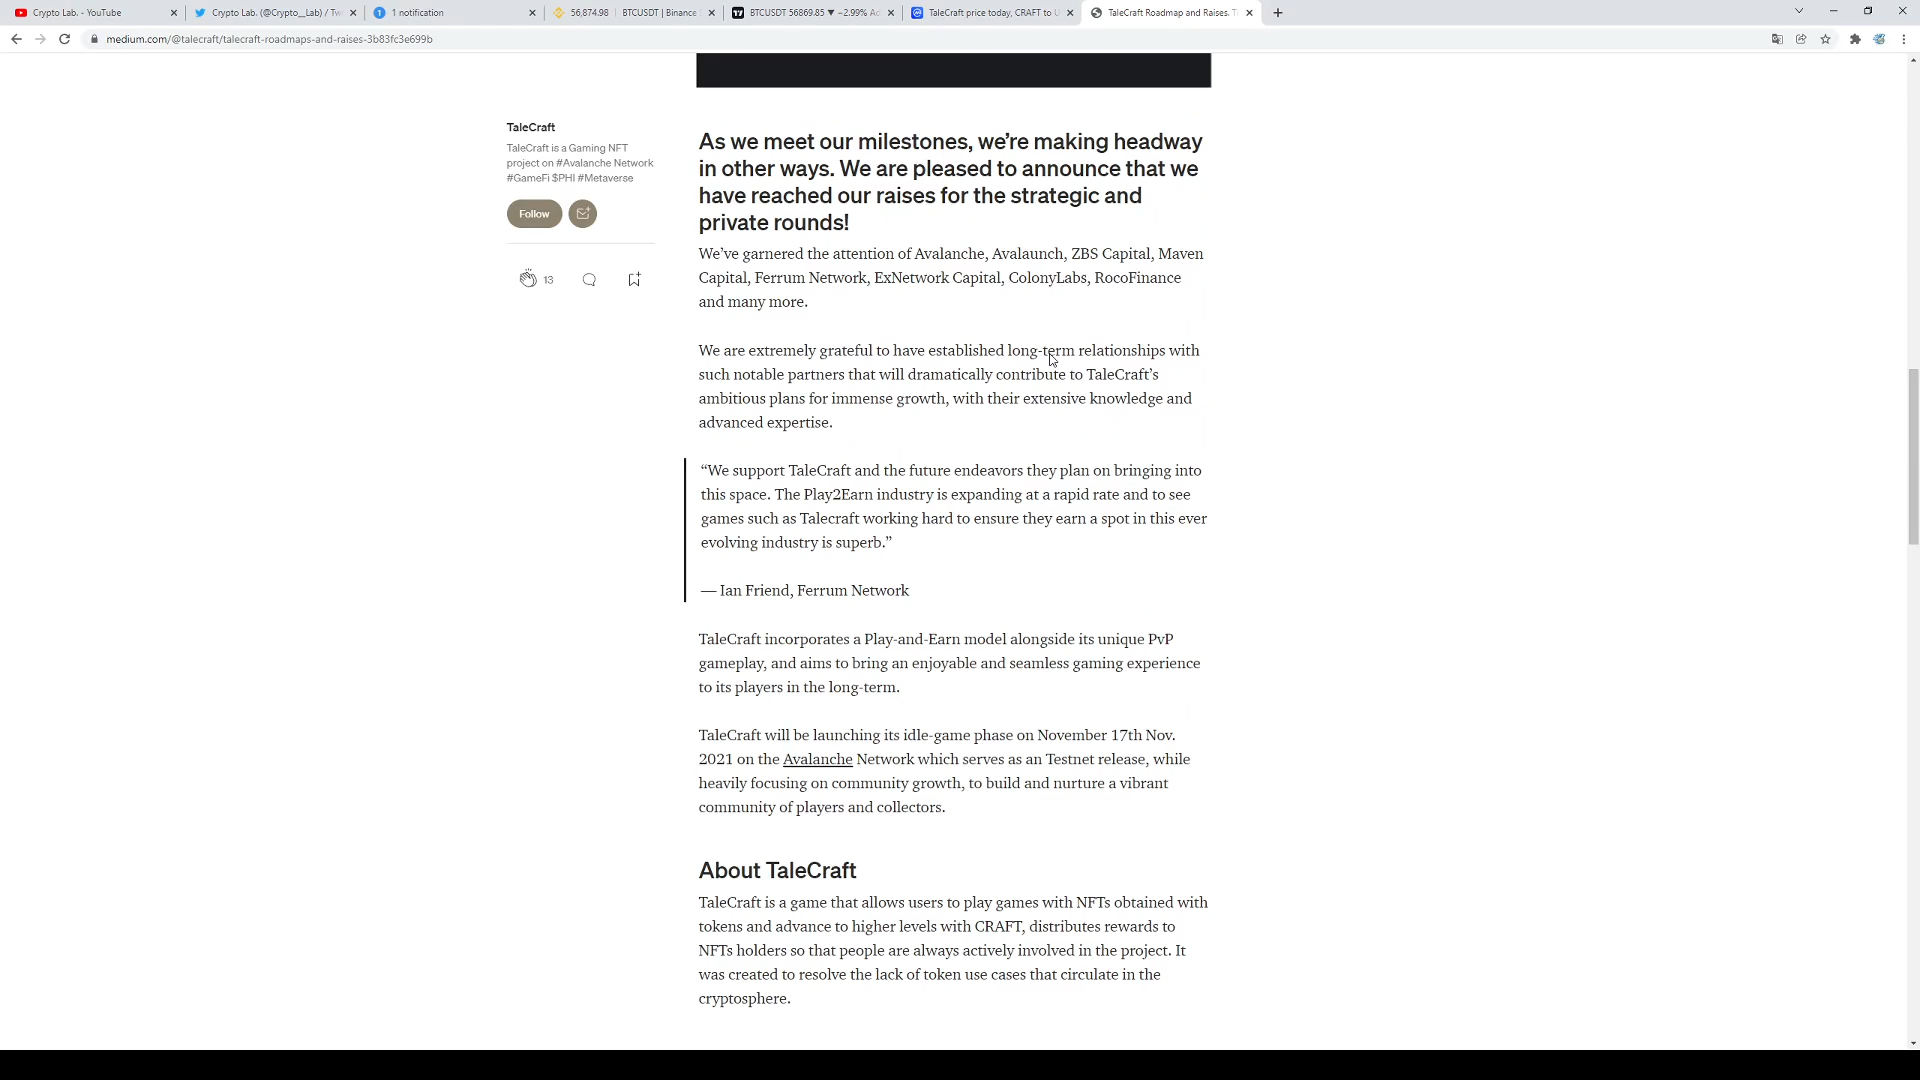 Crypto Lab. - YouTube
Crypto Lab. (@Crypto__Lab) / Tw
1 notification
56,874.98 | BTCUSDT | Binance
BTCUSDT 56869.85 ▼ −2.99%
TaleCraft price today, CRAFT to U
TaleCraft Roadmap and Raises. T
medium.com/@talecraft/talecraft-roadmaps-and-raises-3b83fc3e699b
TaleCraft
TaleCraft is a Gaming NFT
project on #Avalanche Network
#GameFi $PHI #Metaverse
Follow
13
As we meet our milestones, we’re making headway
in other ways. We are pleased to announce that we
have reached our raises for the strategic and
private rounds!
We’ve garnered the attention of Avalanche, Avalaunch, ZBS Capital, Maven
Capital, Ferrum Network, ExNetwork Capital, ColonyLabs, RocoFinance
and many more.
We are extremely grateful to have established long-term relationships with
such notable partners that will dramatically contribute to TaleCraft’s
ambitious plans for immense growth, with their extensive knowledge and
advanced expertise.
“We support TaleCraft and the future endeavors they plan on bringing into
this space. The Play2Earn industry is expanding at a rapid rate and to see
games such as Talecraft working hard to ensure they earn a spot in this ever
evolving industry is superb.”
— Ian Friend, Ferrum Network
TaleCraft incorporates a Play-and-Earn model alongside its unique PvP
gameplay, and aims to bring an enjoyable and seamless gaming experience
to its players in the long-term.
TaleCraft will be launching its idle-game phase on November 17th Nov.
2021 on the Avalanche Network which serves as an Testnet release, while
heavily focusing on community growth, to build and nurture a vibrant
community of players and collectors.
About TaleCraft
TaleCraft is a game that allows users to play games with NFTs obtained with
tokens and advance to higher levels with CRAFT, distributes rewards to
NFTs holders so that people are always actively involved in the project. It
was created to resolve the lack of token use cases that circulate in the
cryptosphere.